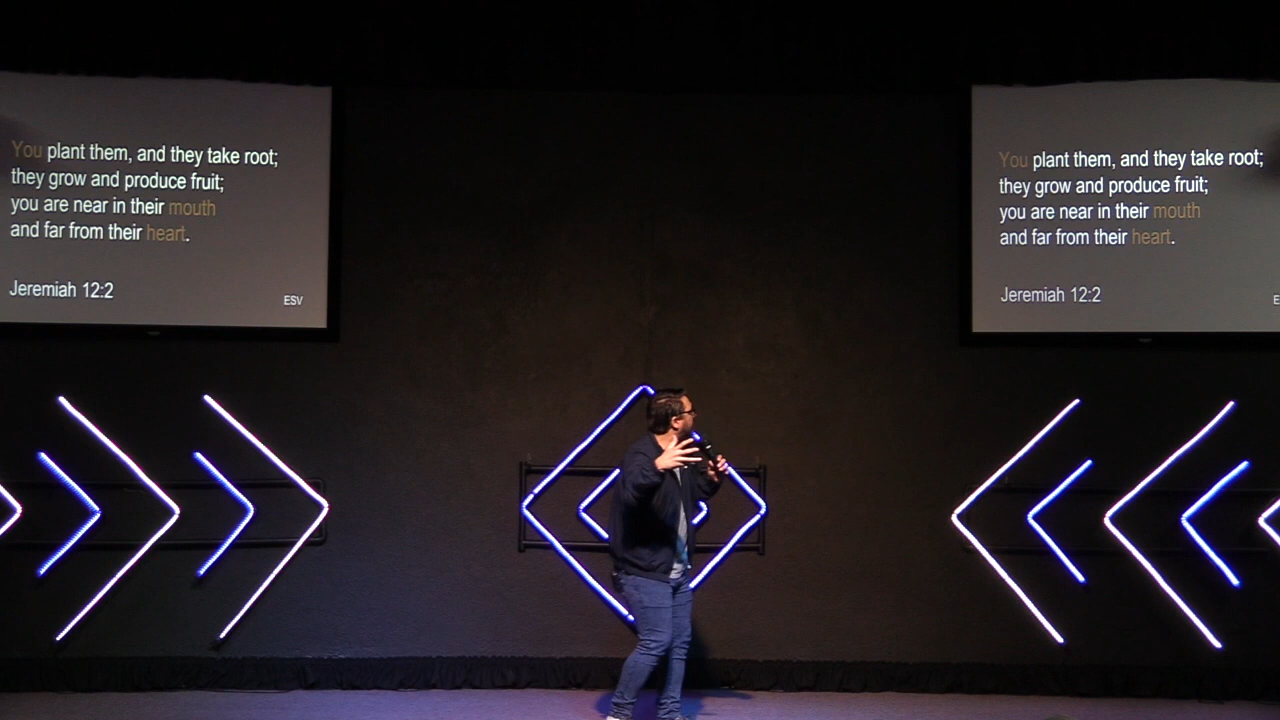 You plant them, and they take root;
they grow and produce fruit;
you are near in their mouth
and far from their heart.
Jeremiah 12:2
ESV
You plant them, and they take root;
they grow and produce fruit;
you are near in their mouth
and far from their heart.
Jeremiah 12:2
E